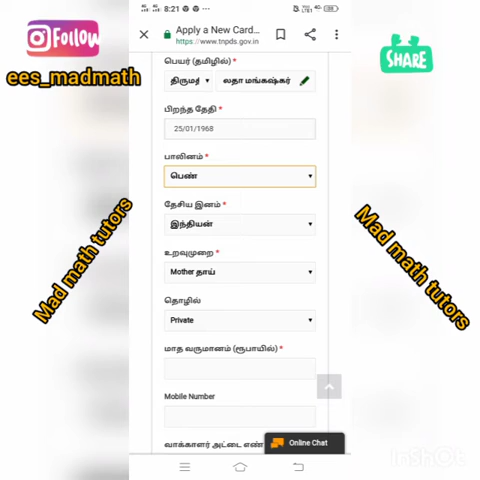 8:21
Follow
ees_madmath
Apply a New Card...
https://www.tnpds.gov.in
SHARE
பெயர் (தமிழில்) *
லதா மங்கஷ்கர்
பிறந்த தேதி *
25/01/1968
பாலினம் *
பெண்
தேசிய இனம் *
இந்தியன்
உறவுமுறை *
Mother தாய்
தொழில்
Private
மாத வருமானம் (ரூபாயில்) *
Mobile Number
வாக்காளர் அட்டை எண்
Online Chat
Mad math tutors
Mad math tutors
InShOt